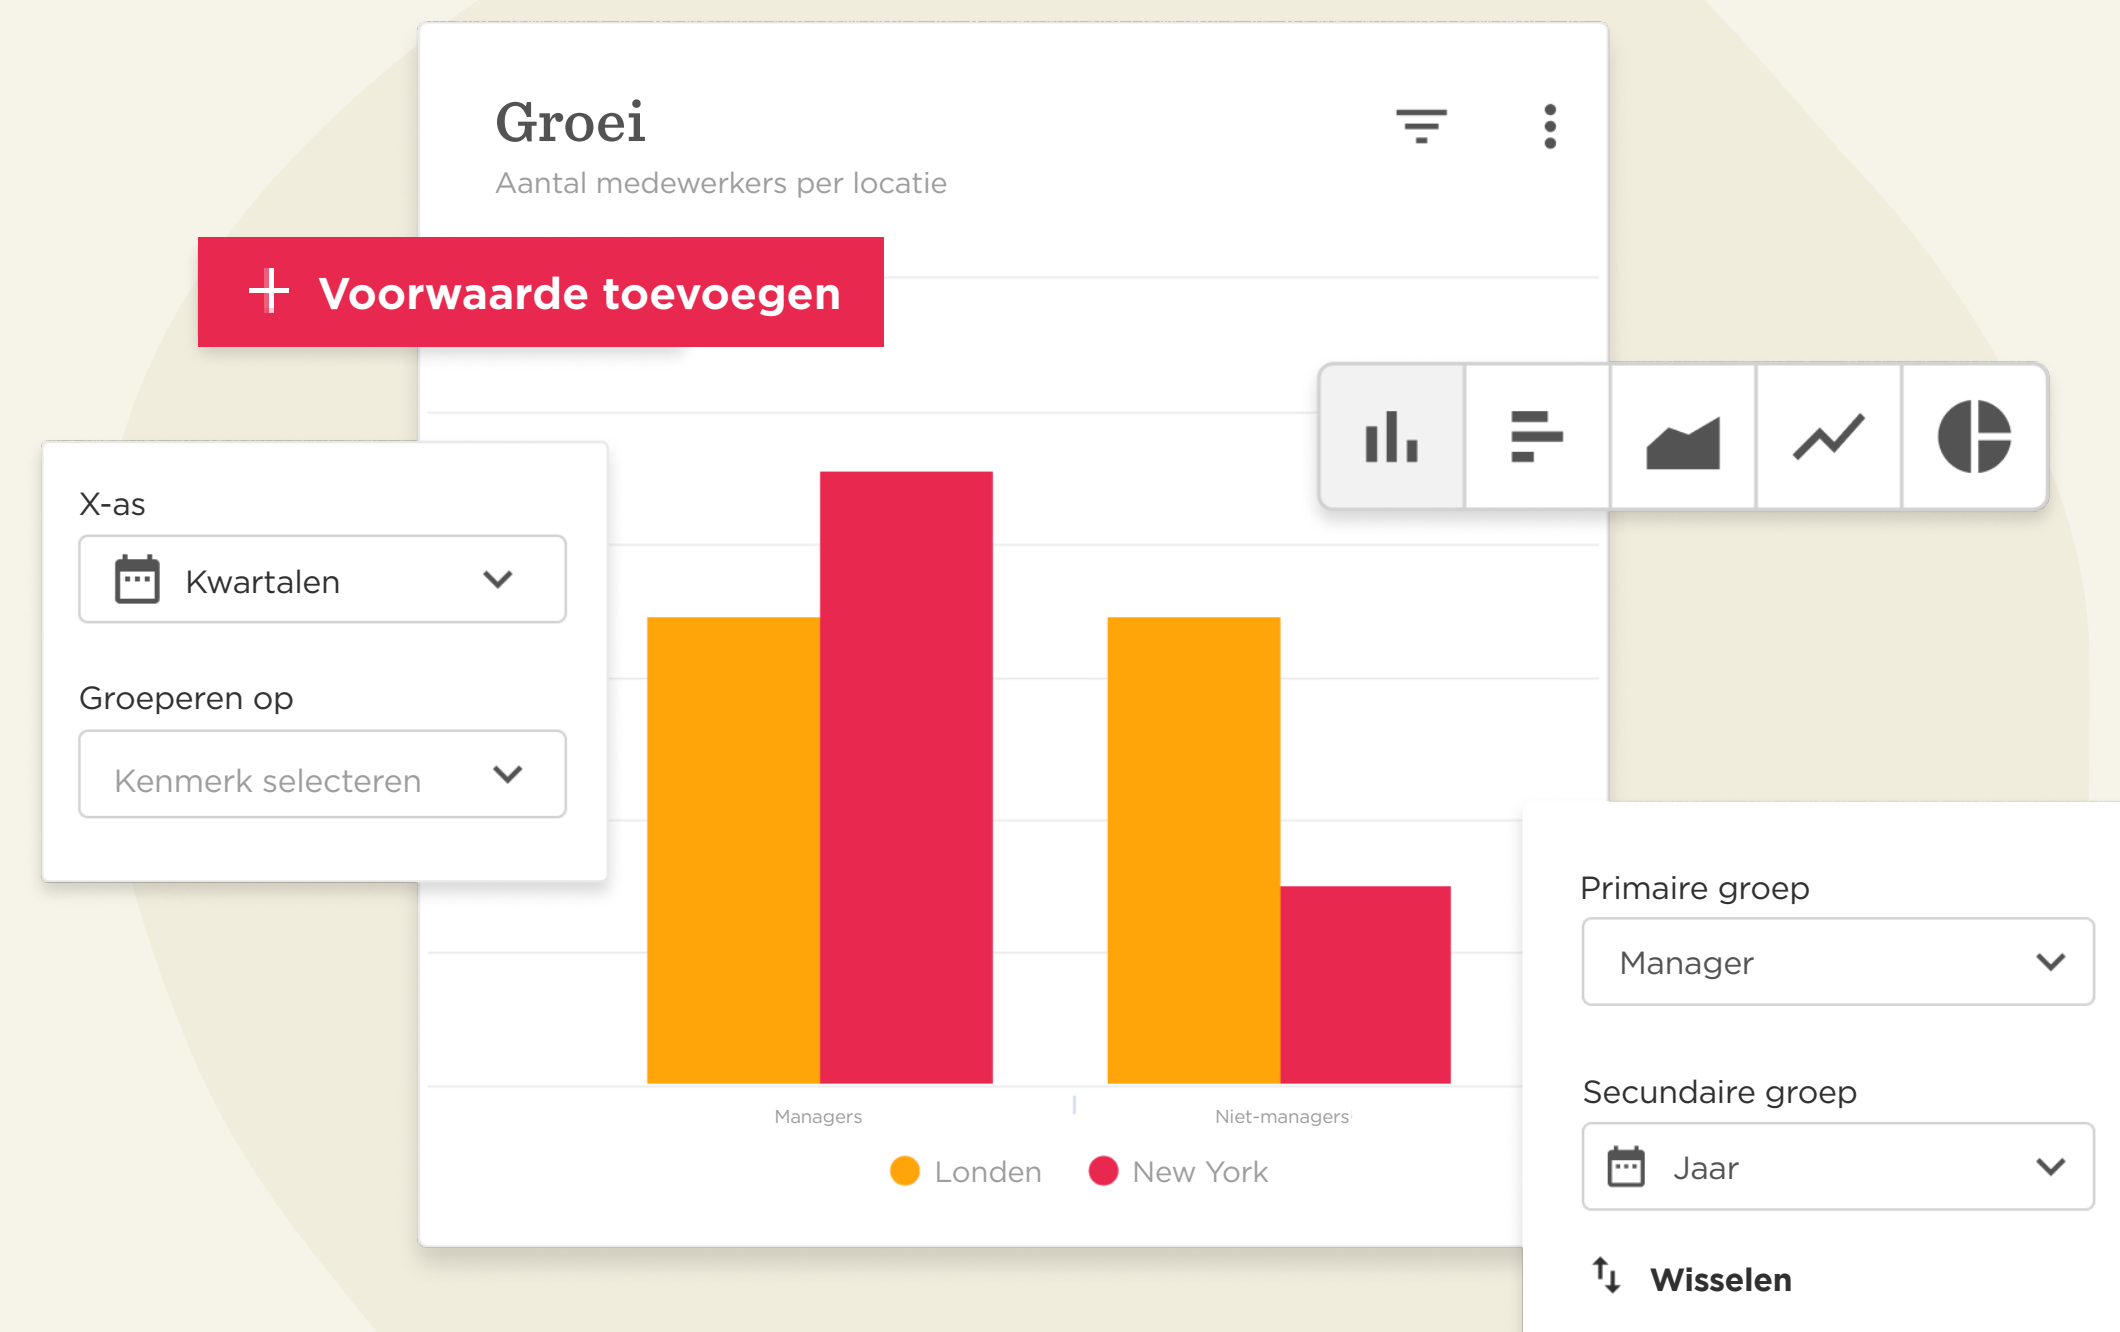 Groei
Aantal medewerkers per locatie
Voorwaarde toevoegen
X-as
Kwartalen
Groeperen op
Kenmerk selecteren
Managers
Niet-managers
Londen
New York
Primaire groep
Manager
Secundaire groep
Jaar
Wisselen